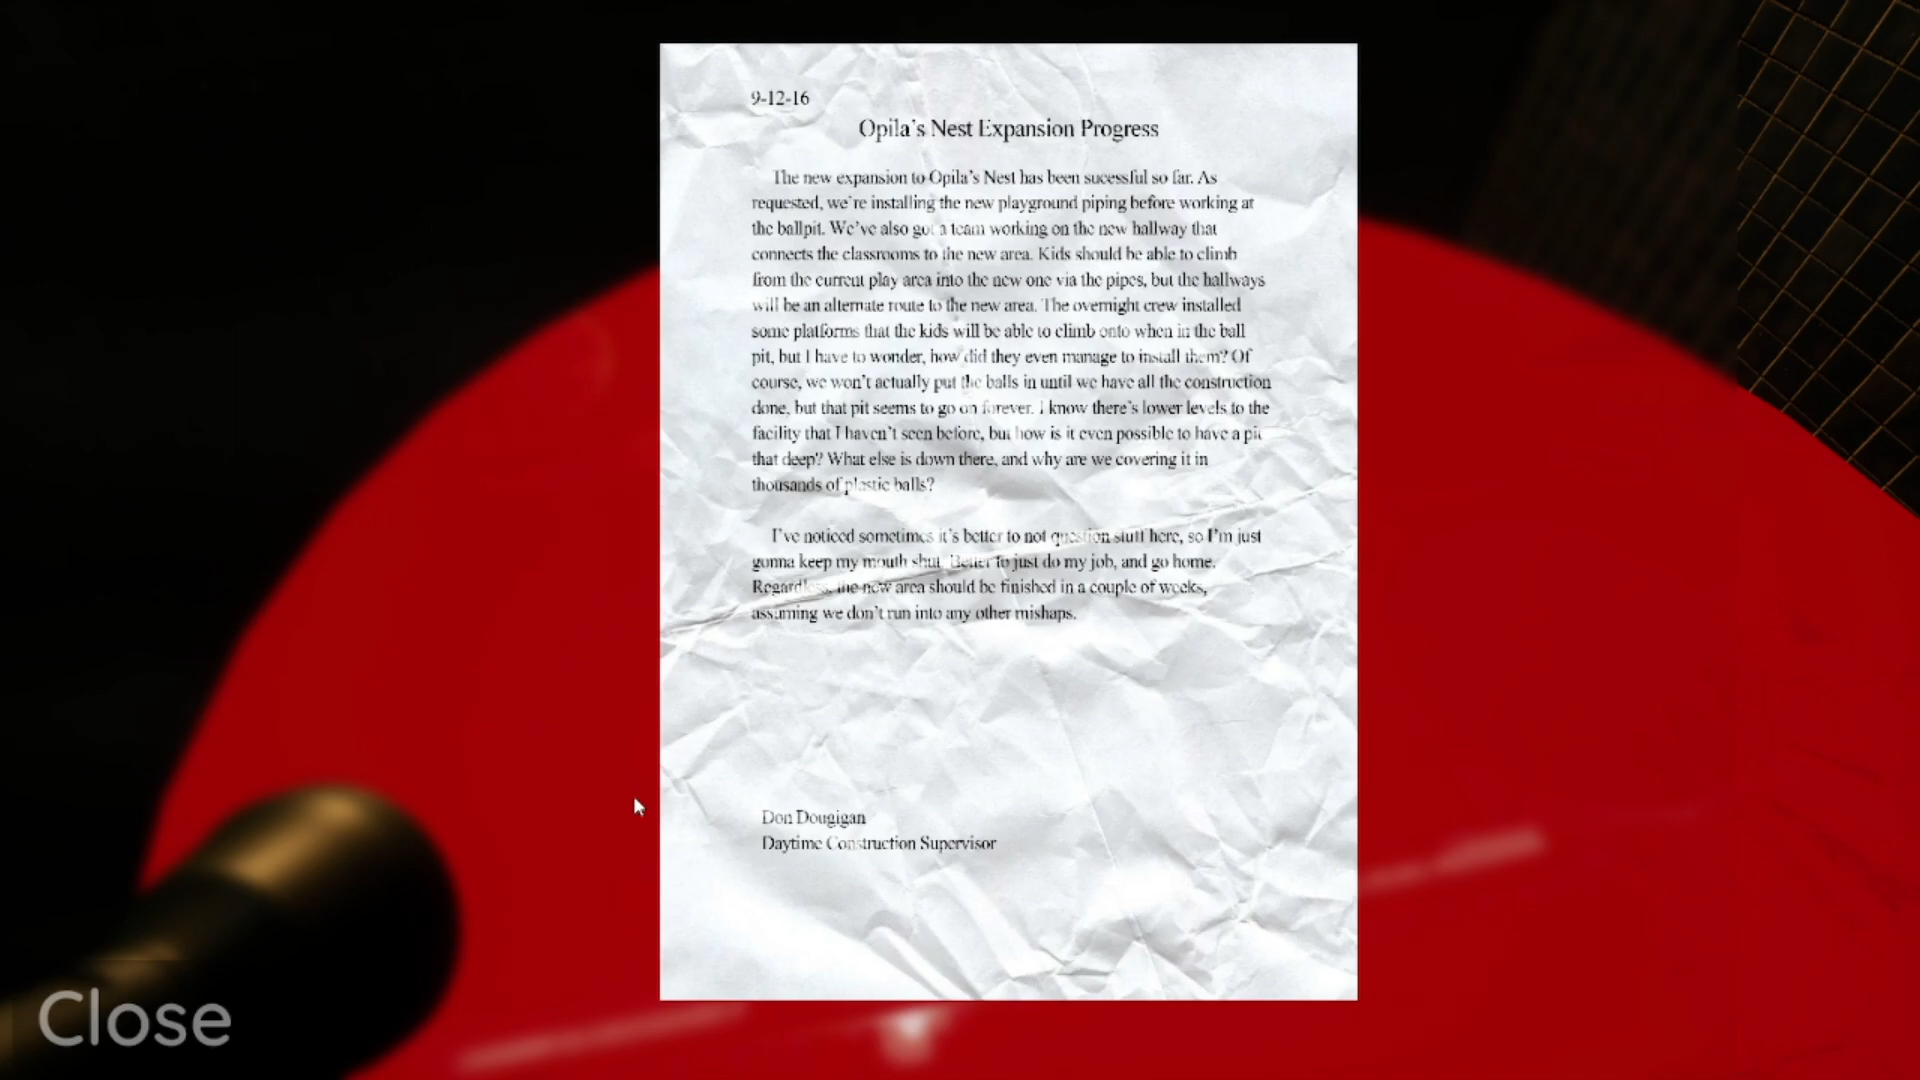 9-12-16
Opila's Nest Expansion Progress
The new expansion to Opila's Nest has been sucessful so far. As
requested, we're installing the new playground piping before working at
the ballpit. We've also got a team working on the new hallway that
connects the classrooms to the new area. Kids should be able to climb
from the current play area into the new one via the pipes, but the hallways
will be an alternate route to the new area. The overnight crew installed
some platforms that the kids will be able to climb onto when in the ball
pit, but I have to wonder, how did they even manage to install them? Of
course, we won't actually put the balls in until we have all the construction
done, but that pit seems to go on forever. I know there's lower levels to the
facility that I haven't seen before, but how is it even possible to have a pit
that deep? What else is down there, and why are we covering it in
thousands of plastic balls?
I've noticed sometimes it's better to not question stuff here, so I'm just
gonna keep my mouth shut. Better to just do my job, and go home.
Regardless, the new area should be finished in a couple of weeks,
assuming we don't run into any other mishaps.
Don Dougigan
Daytime Construction Supervisor
Close